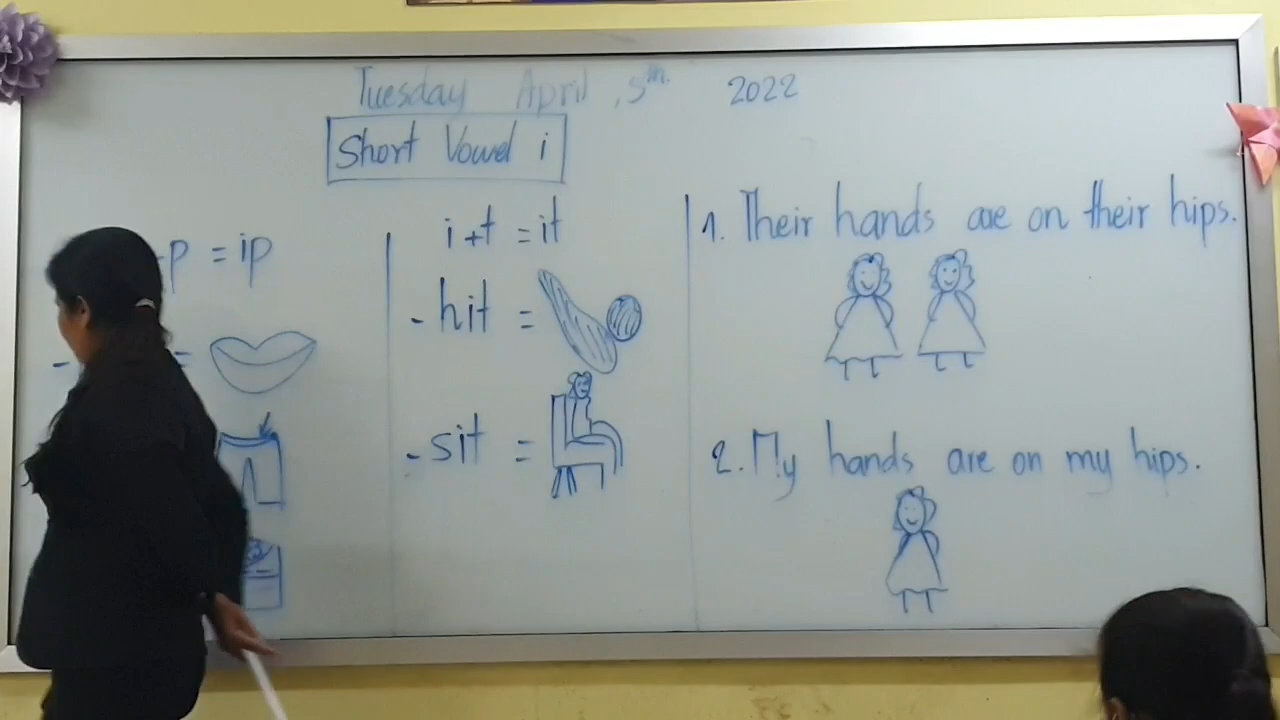 Tuesday April, 5th. 2022
Short Vowel i
-p = ip
- =
i+t = it
- hit =
- sit =
1. Their hands are on their hips.
2. My hands are on my hips.